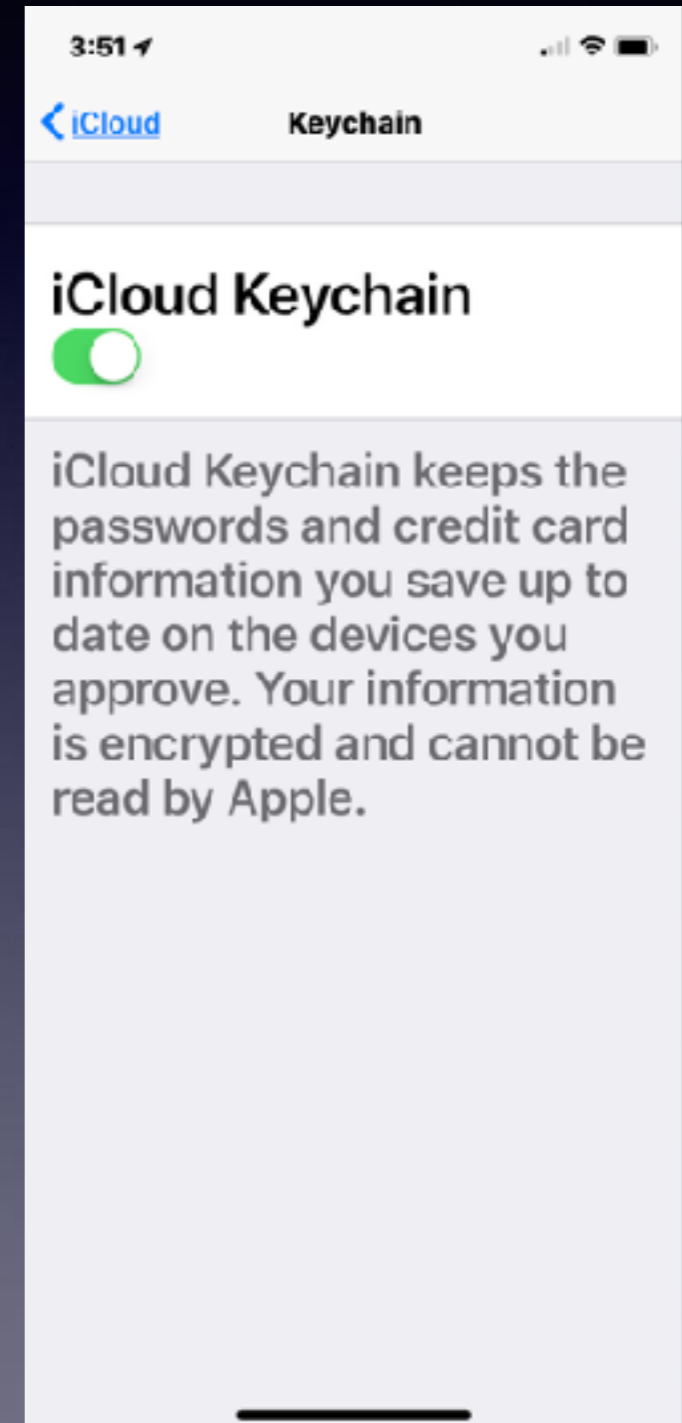 3:51
iCloud
Keychain
iCloud Keychain
iCloud Keychain keeps the
passwords and credit card
information you save up to
date on the devices you
approve. Your information
is encrypted and cannot be
read by Apple.